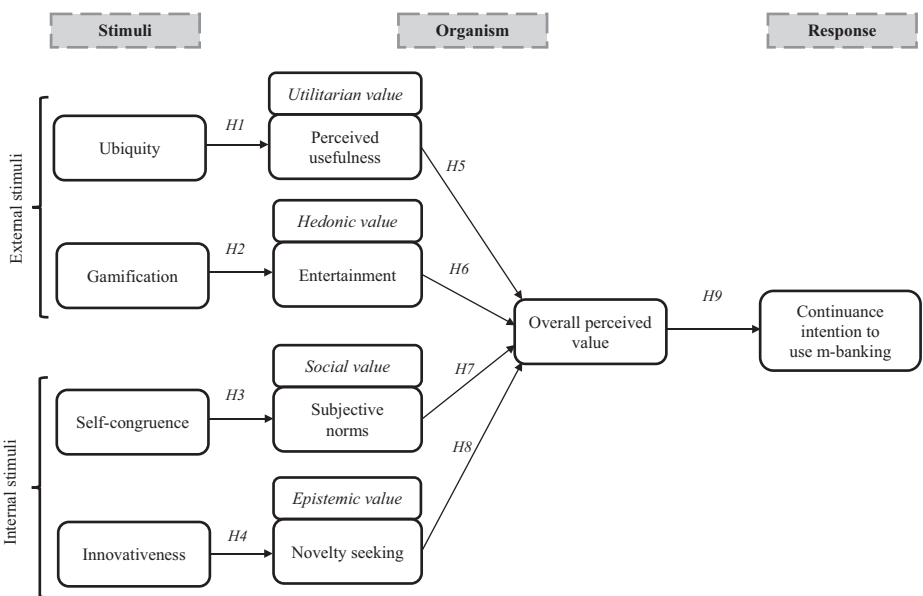 Stimuli
Organism
Response
External stimuli
Utilitarian value
Ubiquity
H1
Perceived
usefulness
H5
Hedonic value
Gamification
H2
Entertainment
H6
Overall perceived
value
H9
Continuance
intention to
use m-banking
Internal stimuli
Social value
Self-congruence
H3
Subjective
norms
H7
H8
Epistemic value
Innovativeness
H4
Novelty seeking